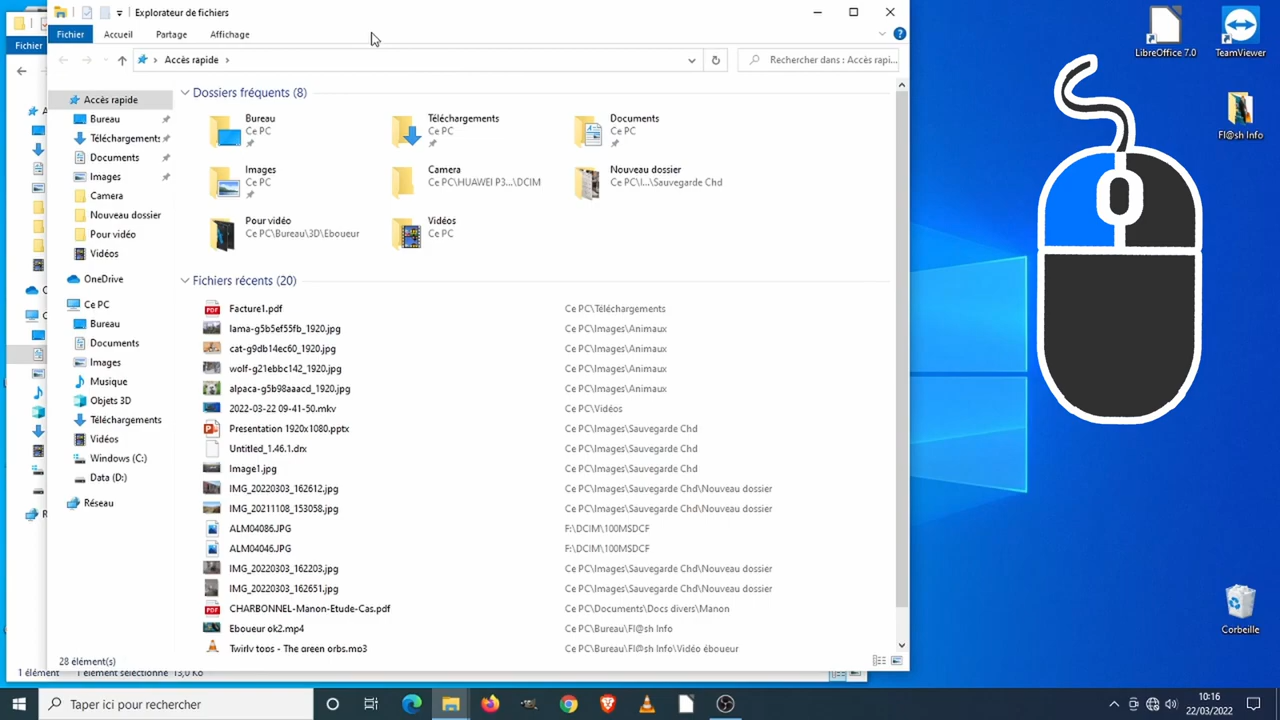 Explorateur de fichiers
Fichier
Fichier Accueil Partage Affichage
Accès rapide
Rechercher dans : Accès rapi...
Accès rapide
Bureau
Téléchargements
Documents
Images
Camera
Nouveau dossier
Pour vidéo
Vidéos
OneDrive
Ce PC
Bureau
Documents
Images
Musique
Objets 3D
Téléchargements
Vidéos
Windows (C:)
Data (D:)
Réseau
Dossiers fréquents (8)
Bureau
Ce PC
Téléchargements
Ce PC
Documents
Ce PC
Images
Ce PC
Camera
Ce PC\HUAWEI P3...\DCIM
Nouveau dossier
Ce PC\I...\Sauvegarde Chd
Pour vidéo
Ce PC\Bureau\3D\Eboueur
Vidéos
Ce PC
Fichiers récents (20)
Facture1.pdf Ce PC\Téléchargements
lama-g5b5ef55fb_1920.jpg Ce PC\Images\Animaux
cat-g9db14ec60_1920.jpg Ce PC\Images\Animaux
wolf-g21ebbc142_1920.jpg Ce PC\Images\Animaux
alpaca-g5b98aaacd_1920.jpg Ce PC\Images\Animaux
2022-03-22 09-41-50.mkv Ce PC\Vidéos
Presentation 1920x1080.pptx Ce PC\Images\Sauvegarde Chd
Untitled_1.46.1.drx Ce PC\Images\Sauvegarde Chd
Image1.jpg Ce PC\Images\Sauvegarde Chd
IMG_20220303_162612.jpg Ce PC\Images\Sauvegarde Chd\Nouveau dossier
IMG_20211108_153058.jpg Ce PC\Images\Sauvegarde Chd\Nouveau dossier
ALM04086.JPG F:\DCIM\100MSDCF
ALM04046.JPG F:\DCIM\100MSDCF
IMG_20220303_162203.jpg Ce PC\Images\Sauvegarde Chd\Nouveau dossier
IMG_20220303_162651.jpg Ce PC\Images\Sauvegarde Chd\Nouveau dossier
CHARBONNEL-Manon-Etude-Cas.pdf Ce PC\Documents\Docs divers\Manon
Eboueur ok2.mp4 Ce PC\Bureau\Fl@sh Info
Twirly tops - The green orbs.mp3 Ce PC\Bureau\Fl@sh Info\Vidéo éboueur
28 élément(s)
1 élément 1 élément sélectionné 13,0 Ko
LibreOffice 7.0
TeamViewer
Fl@sh Info
Corbeille
Taper ici pour rechercher
10:16
22/03/2022